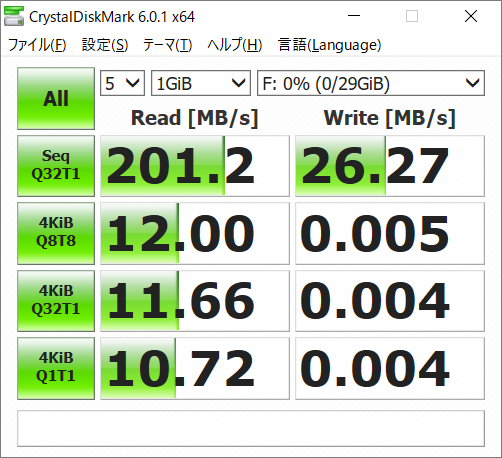 CrystalDiskMark 6.0.1 x64
ファイル(F) 設定(S) テーマ(T) ヘルプ(H) 言語(Language)
All 5 1GiB F: 0% (0/29GiB)
Read [MB/s] Write [MB/s]
Seq
Q32T1 201.2 26.27
4KiB
Q8T8 12.00 0.005
4KiB
Q32T1 11.66 0.004
4KiB
Q1T1 10.72 0.004